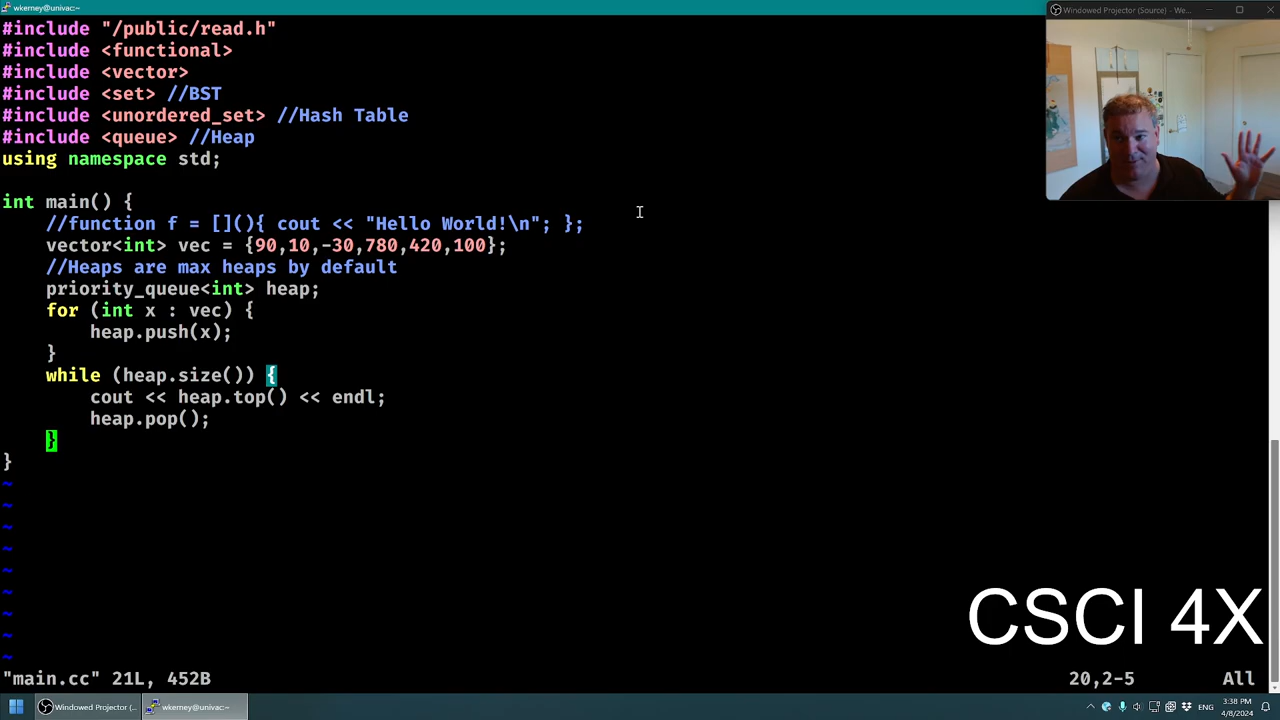 wkerney@univac:~
Windowed Projector (Source) - We...
#include "/public/read.h"
#include <functional>
#include <vector>
#include <set> //BST
#include <unordered_set> //Hash Table
#include <queue> //Heap
using namespace std;
int main() {
    //function f = [](){ cout << "Hello World!\n"; };
    vector<int> vec = {90,10,-30,780,420,100};
    //Heaps are max heaps by default
    priority_queue<int> heap;
    for (int x : vec) {
        heap.push(x);
    }
    while (heap.size()) {
        cout << heap.top() << endl;
        heap.pop();
    }
}
~
~
~
~
~
~
~
~
~
CSCI 4X
"main.cc" 21L, 452B 20,2-5 All
Windowed Projector (... wkerney@univac:~ ENG 3:38 PM
4/8/2024